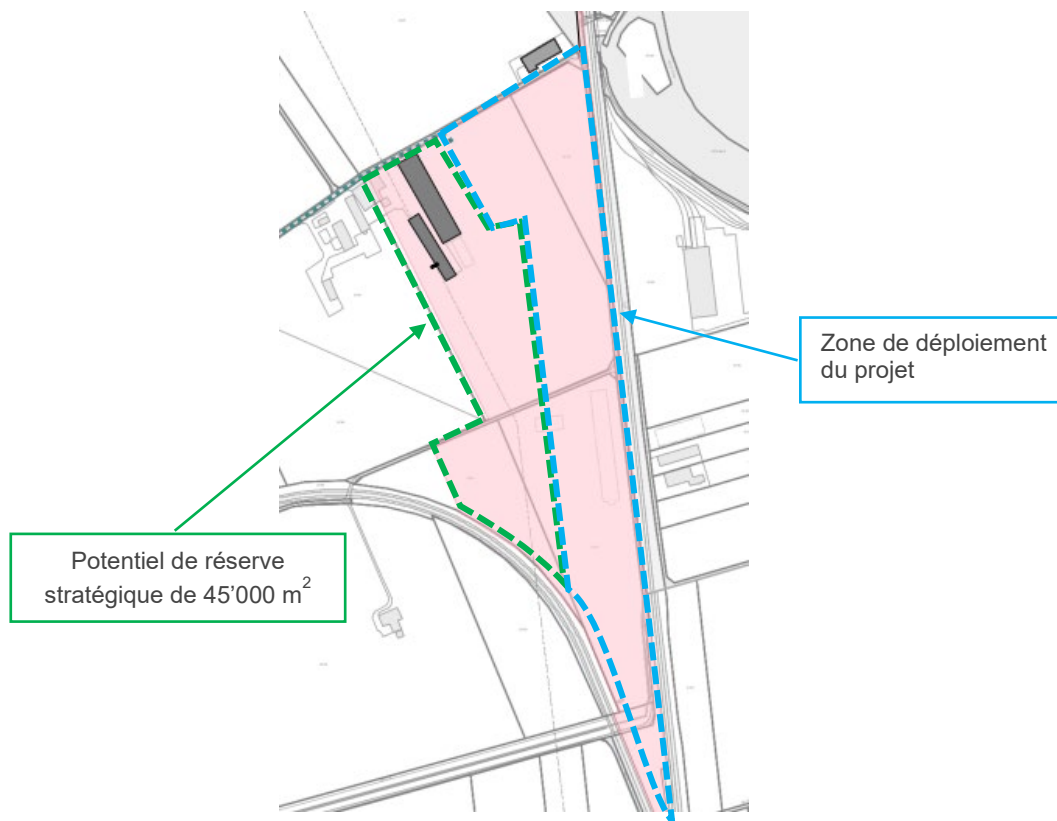 Zone de déploiement
du projet
Potentiel de réserve
stratégique de 45'000 m²